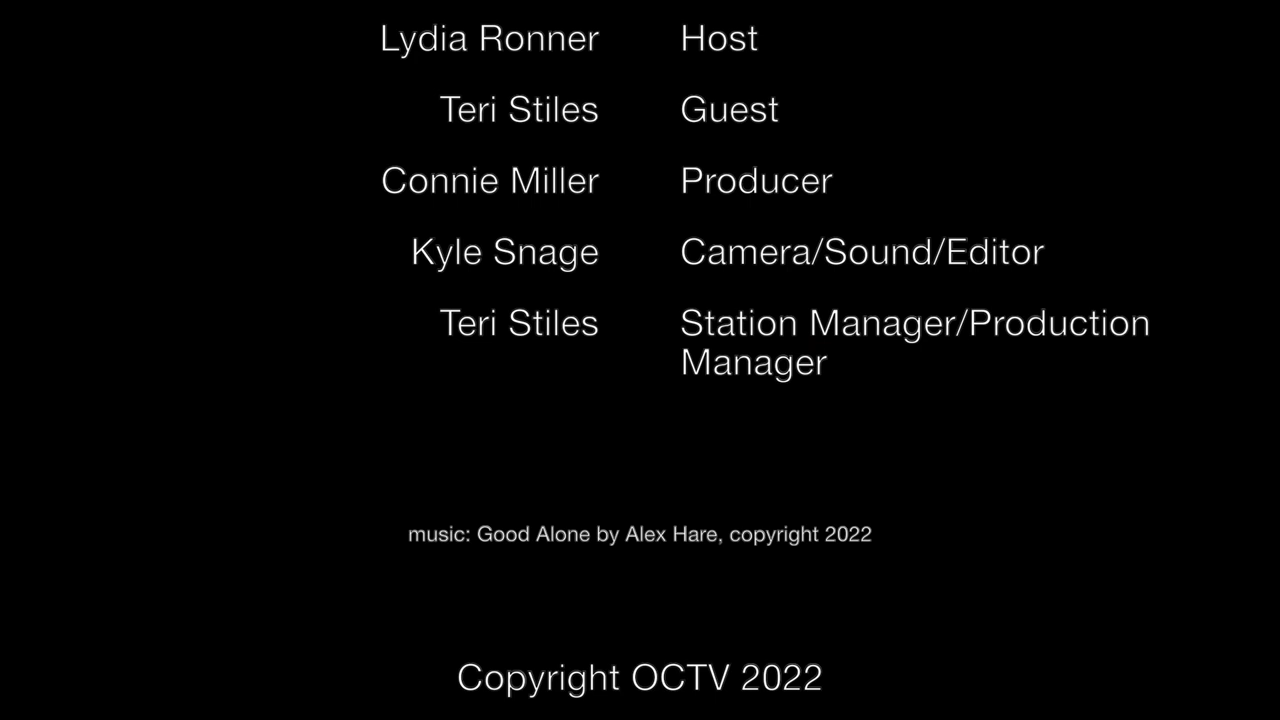 Lydia Ronner Host
Teri Stiles Guest
Connie Miller Producer
Kyle Snage Camera/Sound/Editor
Teri Stiles Station Manager/Production
Manager
music: Good Alone by Alex Hare, copyright 2022
Copyright OCTV 2022